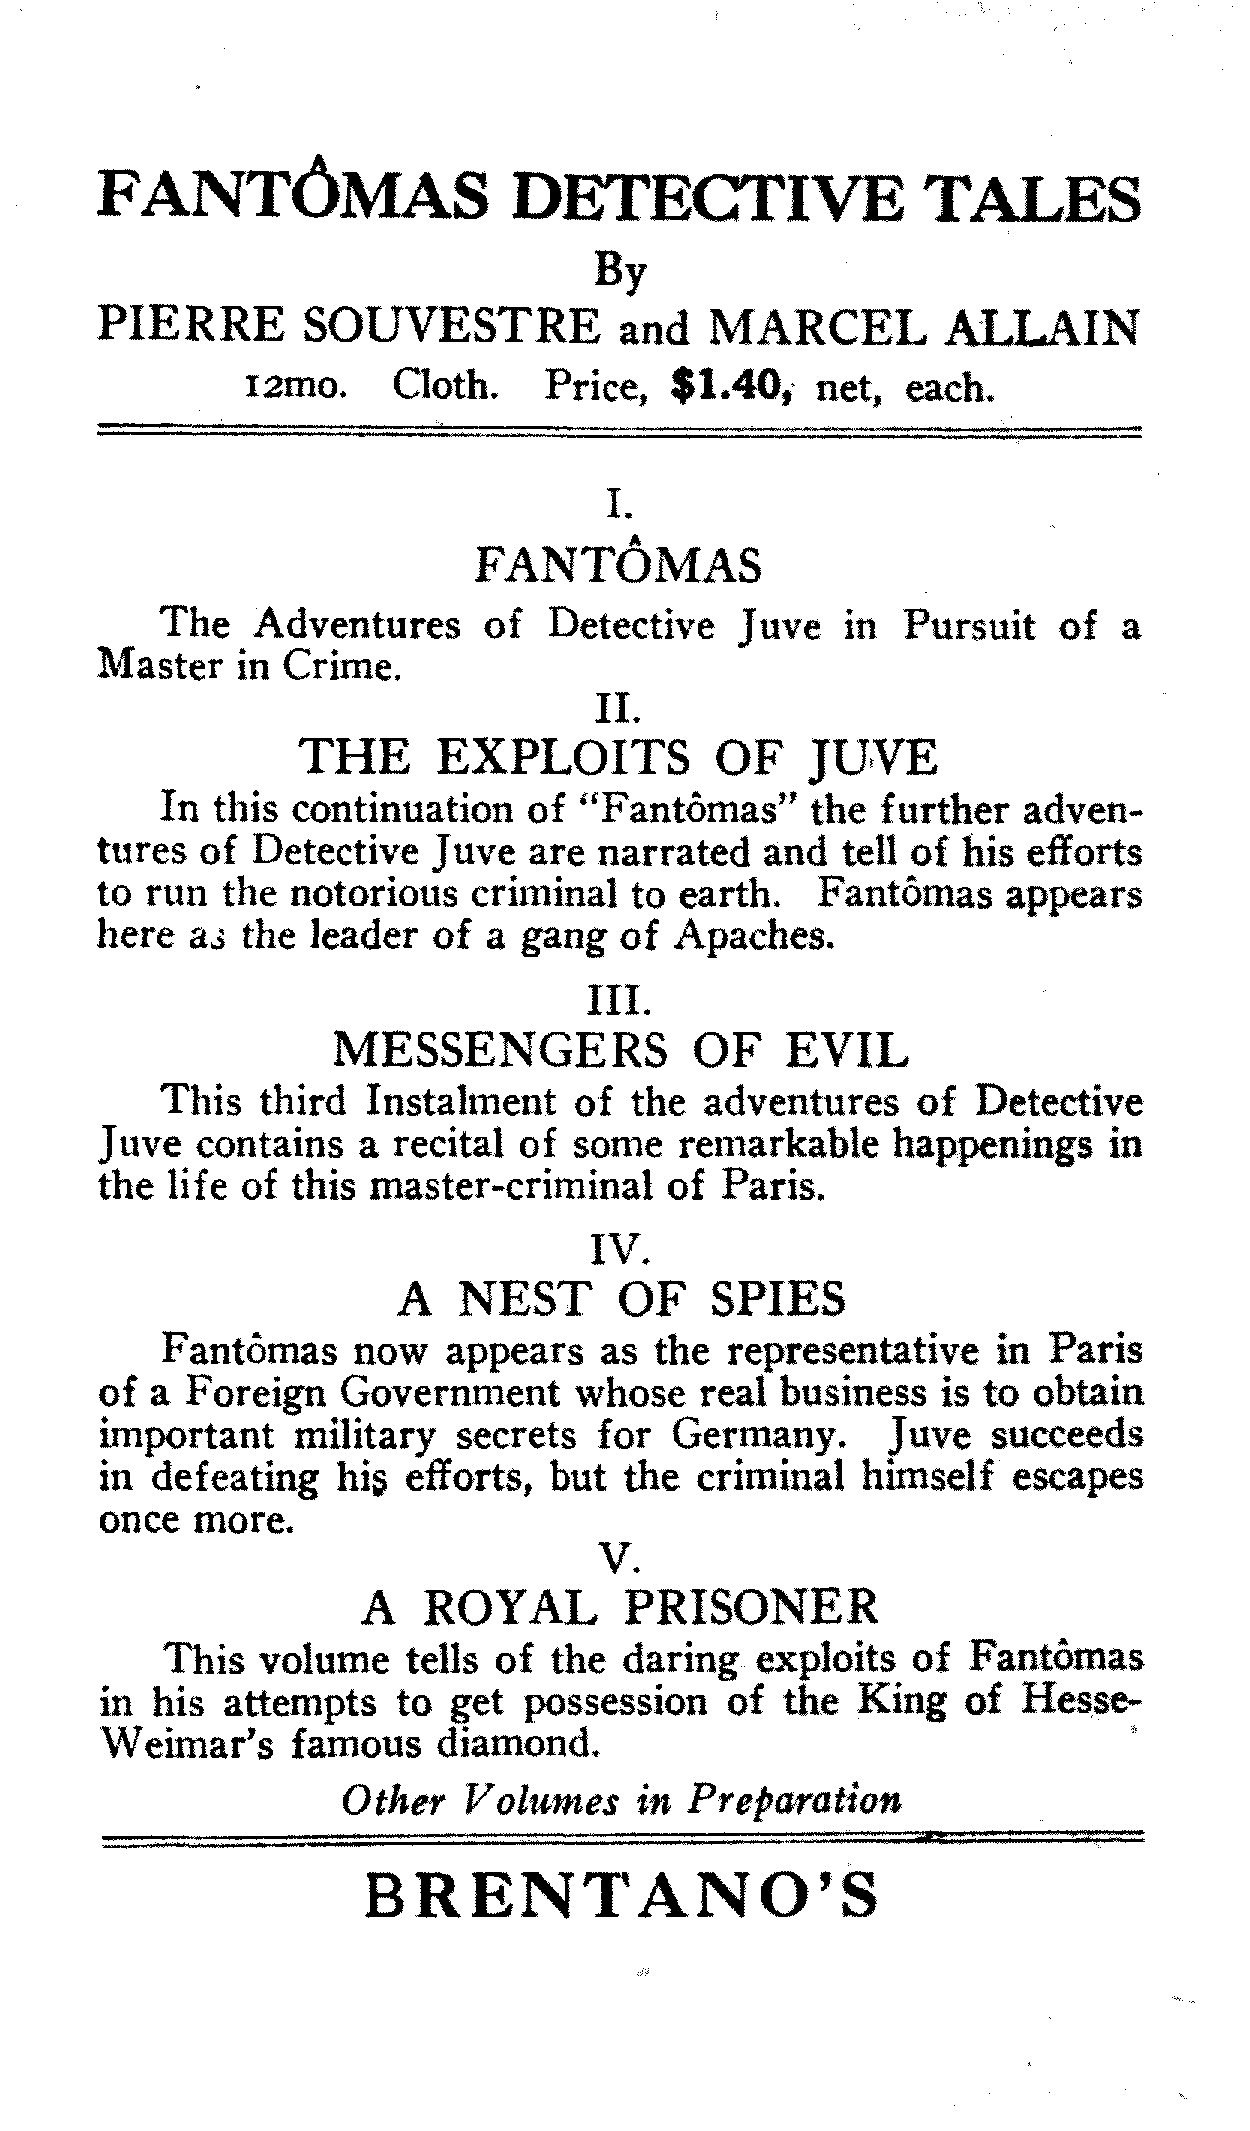 FANTÔMAS DETECTIVE TALES
By
PIERRE SOUVESTRE and MARCEL ALLAIN
12mo. Cloth. Price, $1.40, net, each.
I.
FANTÔMAS
The Adventures of Detective Juve in Pursuit of a
Master in Crime.
II.
THE EXPLOITS OF JUVE
In this continuation of “Fantômas” the further adven-
tures of Detective Juve are narrated and tell of his efforts
to run the notorious criminal to earth. Fantômas appears
here as the leader of a gang of Apaches.
III.
MESSENGERS OF EVIL
This third Instalment of the adventures of Detective
Juve contains a recital of some remarkable happenings in
the life of this master-criminal of Paris.
IV.
A NEST OF SPIES
Fantômas now appears as the representative in Paris
of a Foreign Government whose real business is to obtain
important military secrets for Germany. Juve succeeds
in defeating his efforts, but the criminal himself escapes
once more.
V.
A ROYAL PRISONER
This volume tells of the daring exploits of Fantômas
in his attempts to get possession of the King of Hesse-
Weimar's famous diamond.
Other Volumes in Preparation
BRENTANO'S